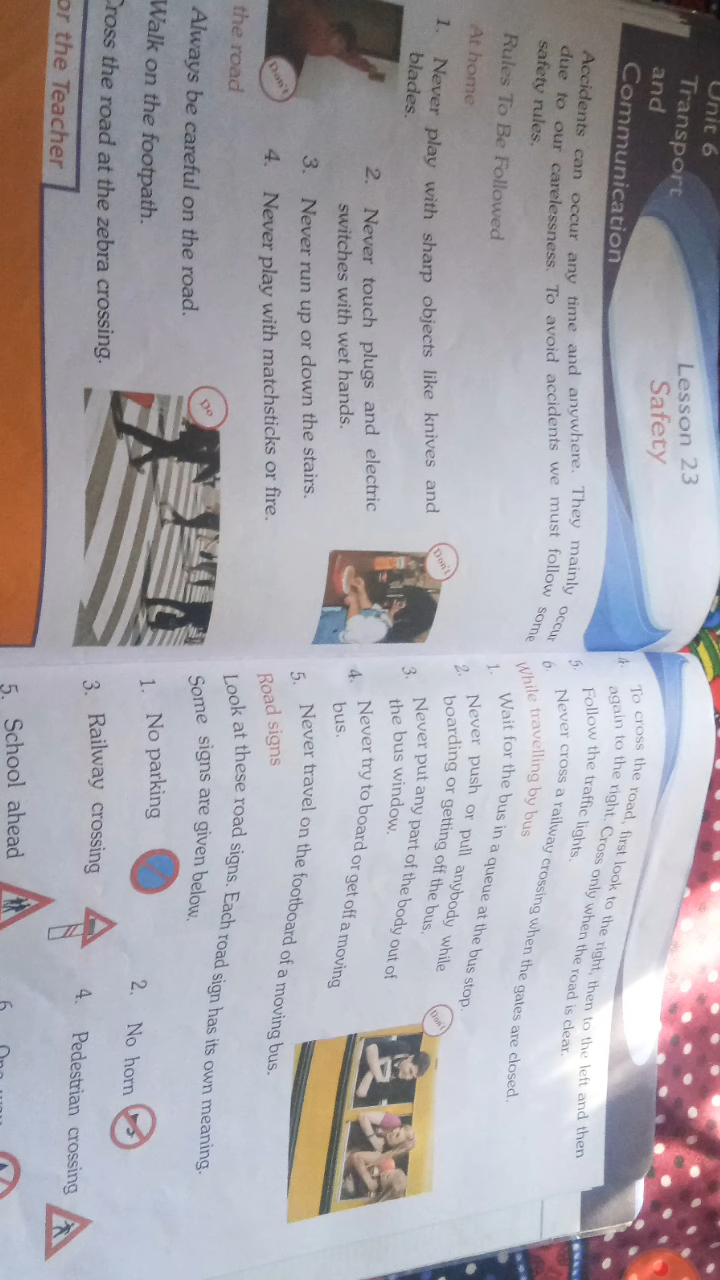 Unit 6
Transport
and
Communication
Lesson 23
Safety
Accidents can occur any time and anywhere. They mainly occur
due to our carelessness. To avoid accidents we must follow some
safety rules.
Rules To Be Followed
At home
1. Never play with sharp objects like knives and
blades.
Don't
2. Never touch plugs and electric
switches with wet hands.
3. Never run up or down the stairs.
4. Never play with matchsticks or fire.
Don't
the road
Always be careful on the road.
Walk on the footpath.
Cross the road at the zebra crossing.
Do
or the Teacher
4. To cross the road, first look to the right, then to the left and then
again to the right. Cross only when the road is clear.
5. Follow the traffic lights.
6. Never cross a railway crossing when the gates are closed.
While travelling by bus
1. Wait for the bus in a queue at the bus stop.
2. Never push or pull anybody while
boarding or getting off the bus.
3. Never put any part of the body out of
the bus window.
4. Never try to board or get off a moving
bus.
5. Never travel on the footboard of a moving bus.
Don't
Road signs
Look at these road signs. Each road sign has its own meaning.
Some signs are given below.
1. No parking
2. No horn
3. Railway crossing
4. Pedestrian crossing
5. School ahead
6.